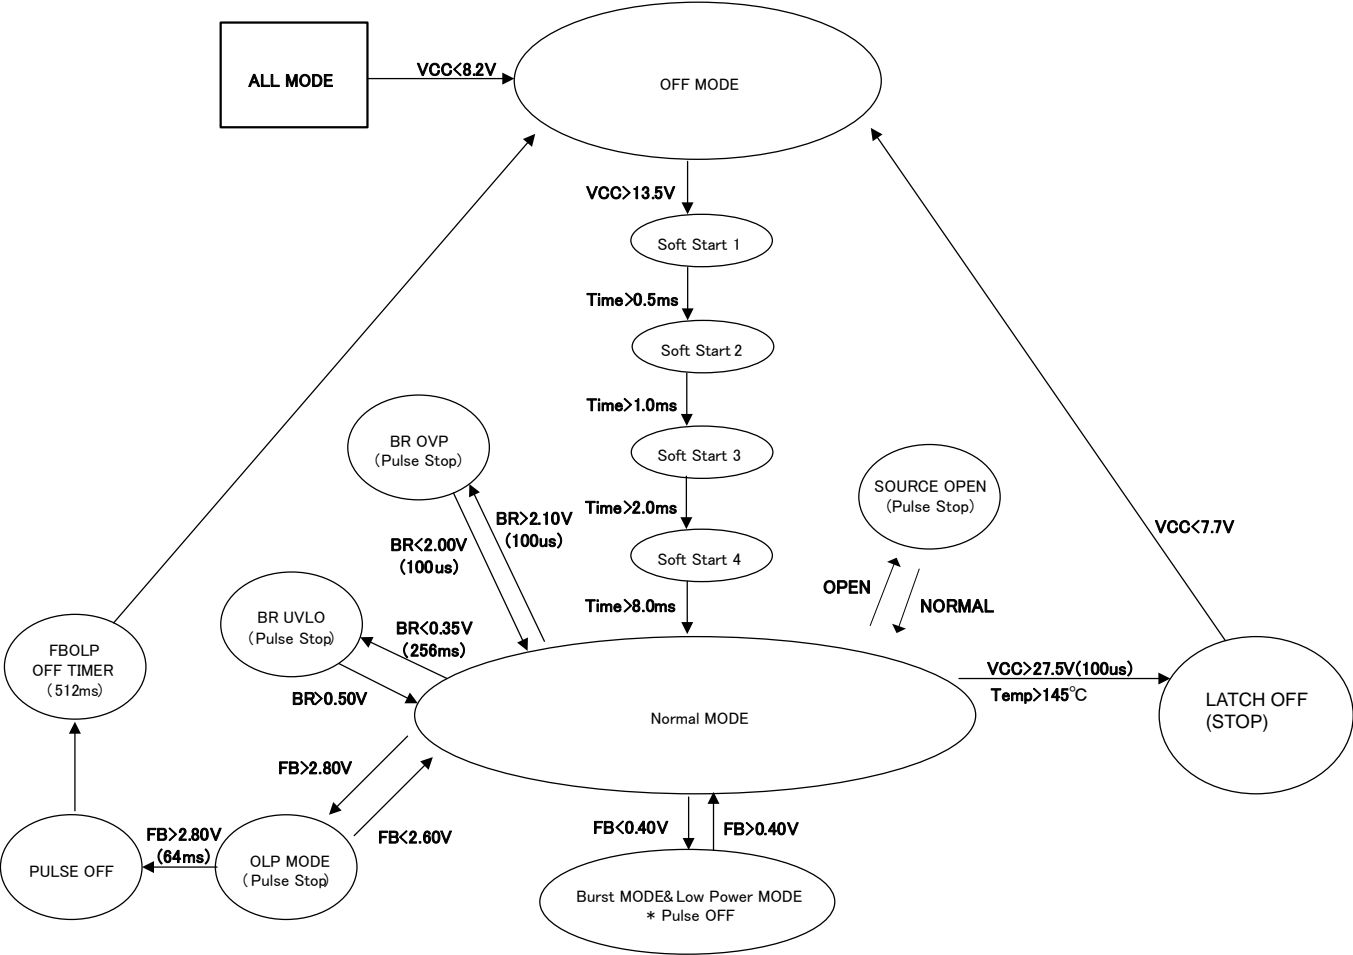 ALL MODE
VCC<8.2V
OFF MODE
VCC>13.5V
Soft Start 1
Time>0.5ms
Soft Start 2
Time>1.0ms
Soft Start 3
Time>2.0ms
Soft Start 4
Time>8.0ms
BR OVP
(Pulse Stop)
BR>2.10V
(100us)
BR<2.00V
(100us)
SOURCE OPEN
(Pulse Stop)
OPEN
NORMAL
VCC<7.7V
BR UVLO
(Pulse Stop)
BR<0.35V
(256ms)
BR>0.50V
FBOLP
OFF TIMER
(512ms)
Normal MODE
VCC>27.5V(100us)
Temp>145℃
LATCH OFF
(STOP)
FB>2.80V
FB<2.60V
FB>2.80V
(64ms)
PULSE OFF
OLP MODE
(Pulse Stop)
FB<0.40V
FB>0.40V
Burst MODE&Low Power MODE
* Pulse OFF